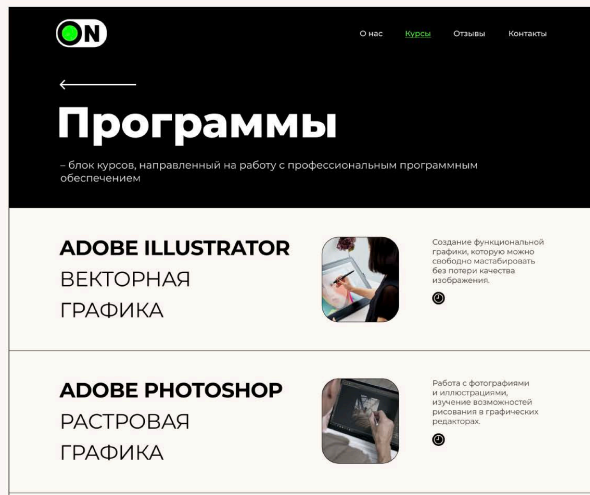 ON
О нас Курсы Отзывы Контакты
Программы
– блок курсов, направленный на работу с профессиональным программным
обеспечением
ADOBE ILLUSTRATOR
ВЕКТОРНАЯ
ГРАФИКА
Создание функциональной
графики, которую можно
свободно мастабировать
без потери качества
изображения.
ADOBE PHOTOSHOP
РАСТРОВАЯ
ГРАФИКА
Работа с фотографиями
и иллюстрациями,
изучение возможностей
рисования в графических
редакторах.